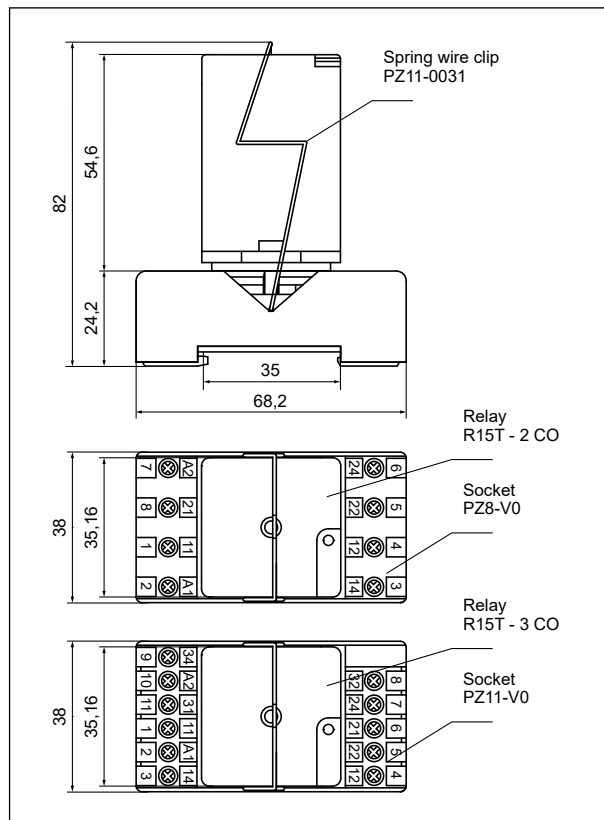 Spring wire clip
PZ11-0031
82
54,6
24,2
35
68,2
Relay
R15T - 2 CO
Socket
PZ8-V0
38
35,16
7 A2 24 6
8 21 22 5
1 11 12 4
2 A1 14 3
Relay
R15T - 3 CO
Socket
PZ11-V0
38
35,16
9 34
10 A2 32 8
11 31 24 7
1 11 21 6
2 A1 22 5
3 14 12 4